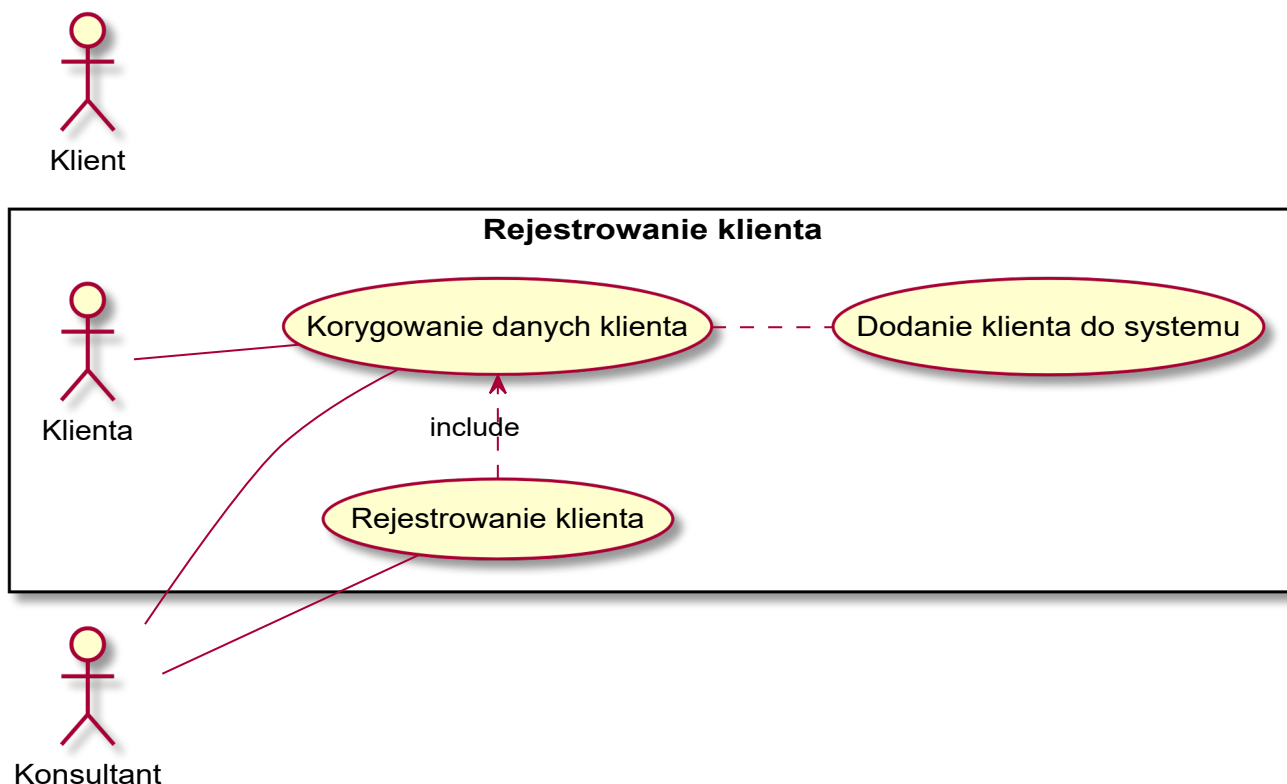 Klient
Rejestrowanie klienta
Korygowanie danych klienta
Dodanie klienta do systemu
Klienta
include
Rejestrowanie klienta
Konsultant